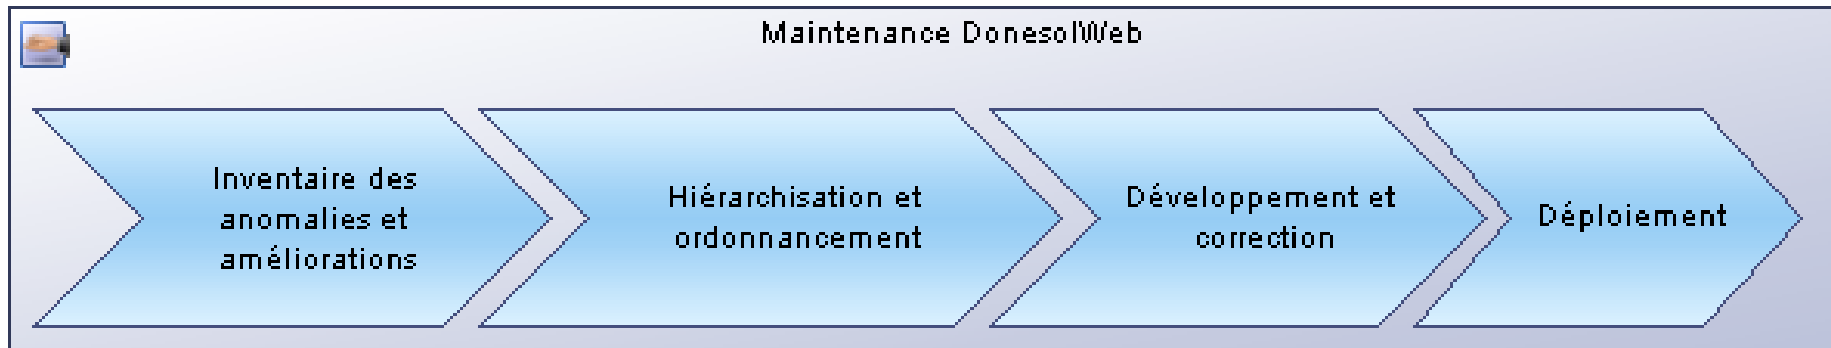 Maintenance DonesolWeb
Inventaire des
anomalies et
améliorations
Hiérarchisation et
ordonnancement
Développement et
correction
Déploiement